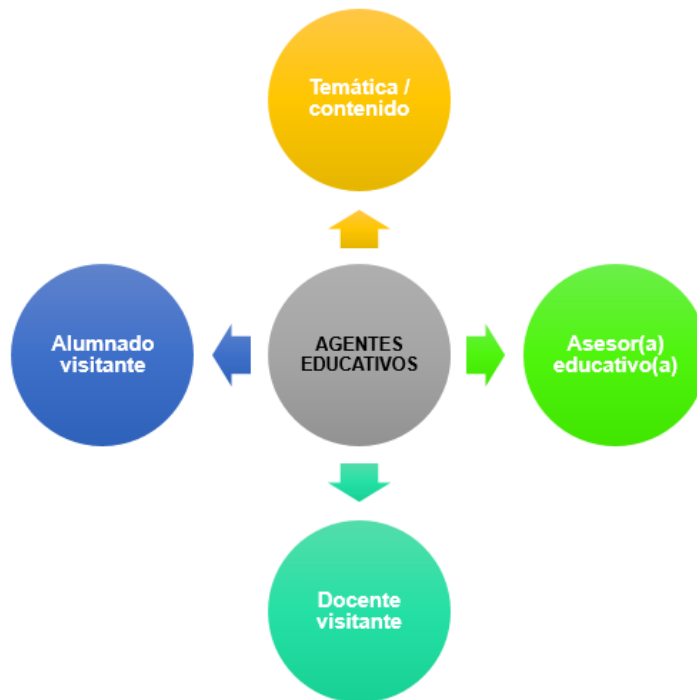 Temática /
contenido
Alumnado
visitante
AGENTES
EDUCATIVOS
Asesor(a)
educativo(a)
Docente
visitante